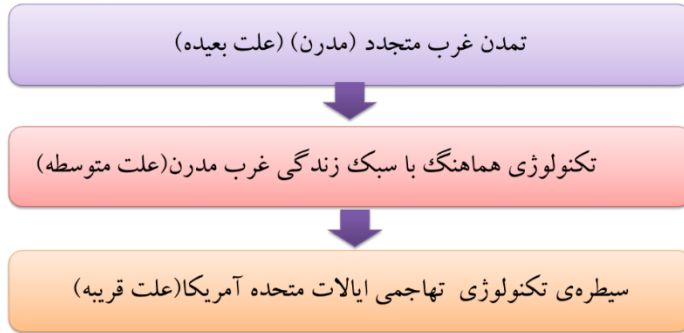 تمدن غرب متجدد (مدرن) (علت بعیده)
تکنولوژی هماهنگ با سبک زندگی غرب مدرن(علت متوسطه)
سیطره‌ی تکنولوژی تهاجمی ایالات متحده آمریکا(علت قریبه)